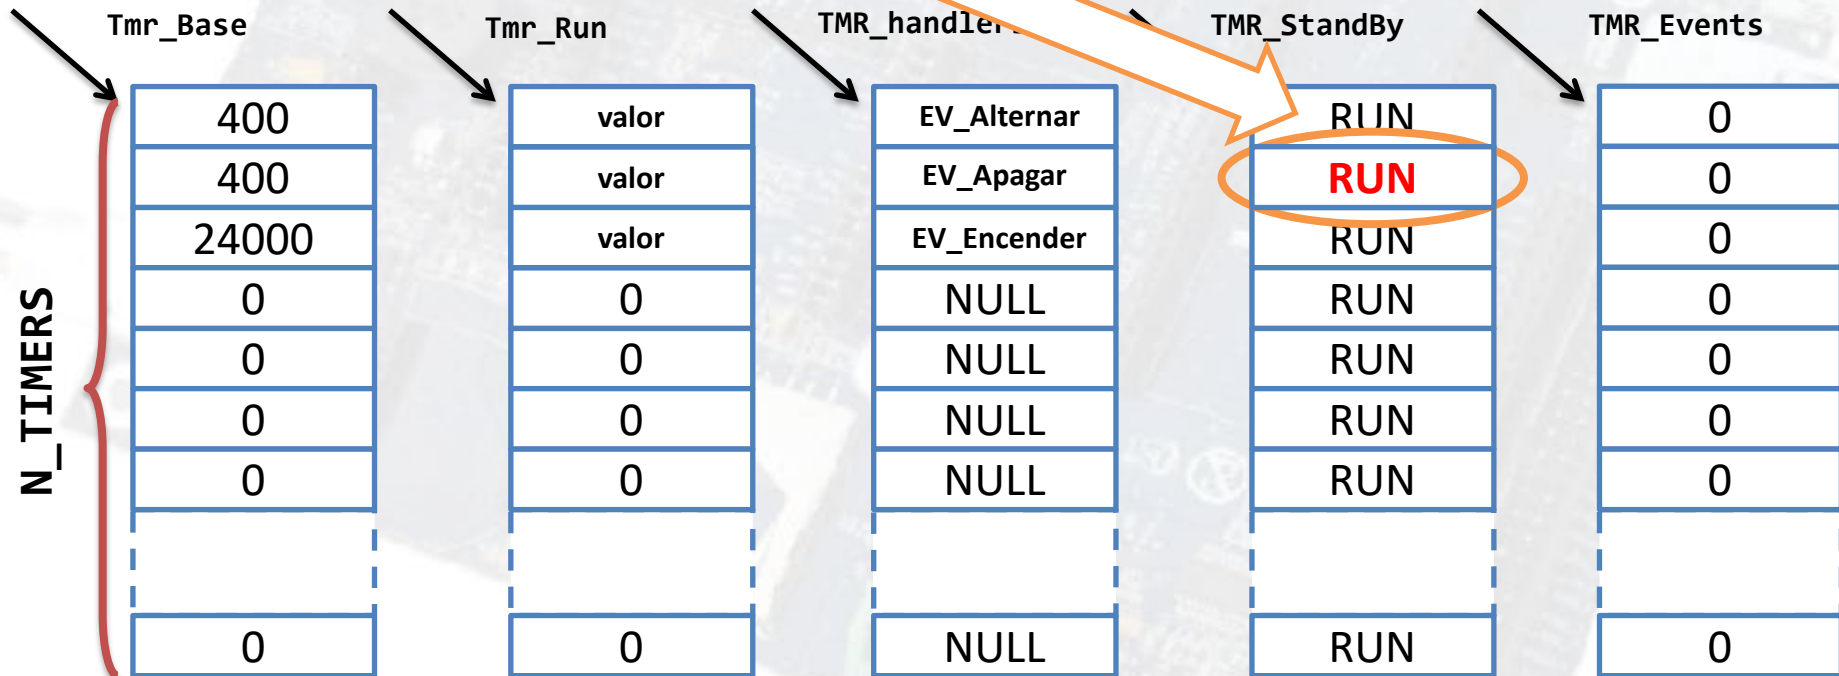 Tmr_Base Tmr_Run TMR_handlers TMR_StandBy TMR_Events
400 valor EV_Alternar RUN 0
400 valor EV_Apagar RUN 0
24000 valor EV_Encender RUN 0
0 0 NULL RUN 0
0 0 NULL RUN 0
0 0 NULL RUN 0
0 0 NULL RUN 0
0 0 NULL RUN 0
N_TIMERS